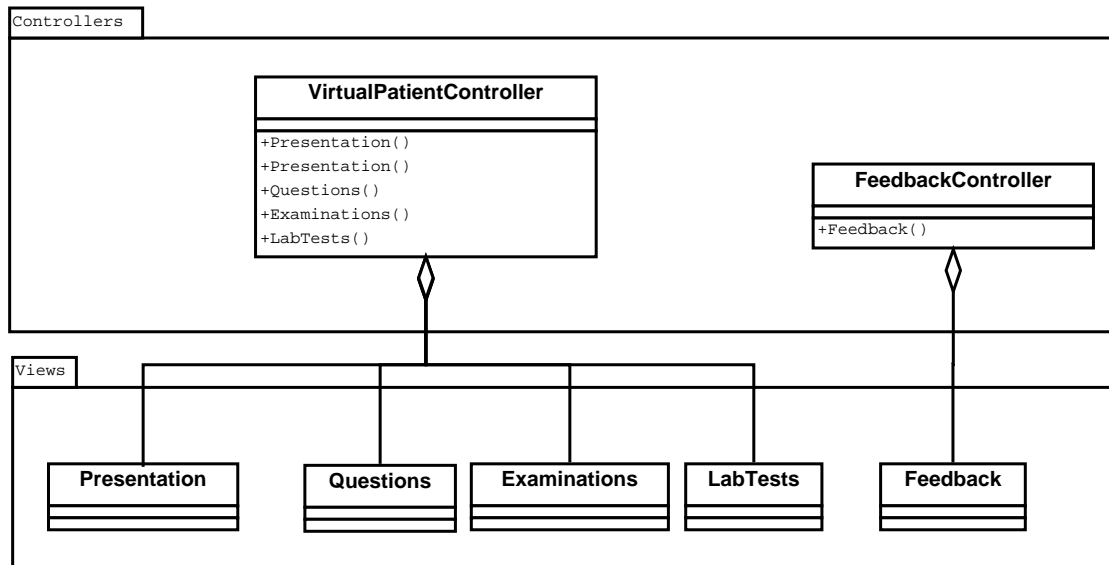 Controllers
VirtualPatientController
+Presentation()
+Presentation()
+Questions()
+Examinations()
+LabTests()
FeedbackController
+Feedback()
Views
Presentation
Questions
Examinations
LabTests
Feedback